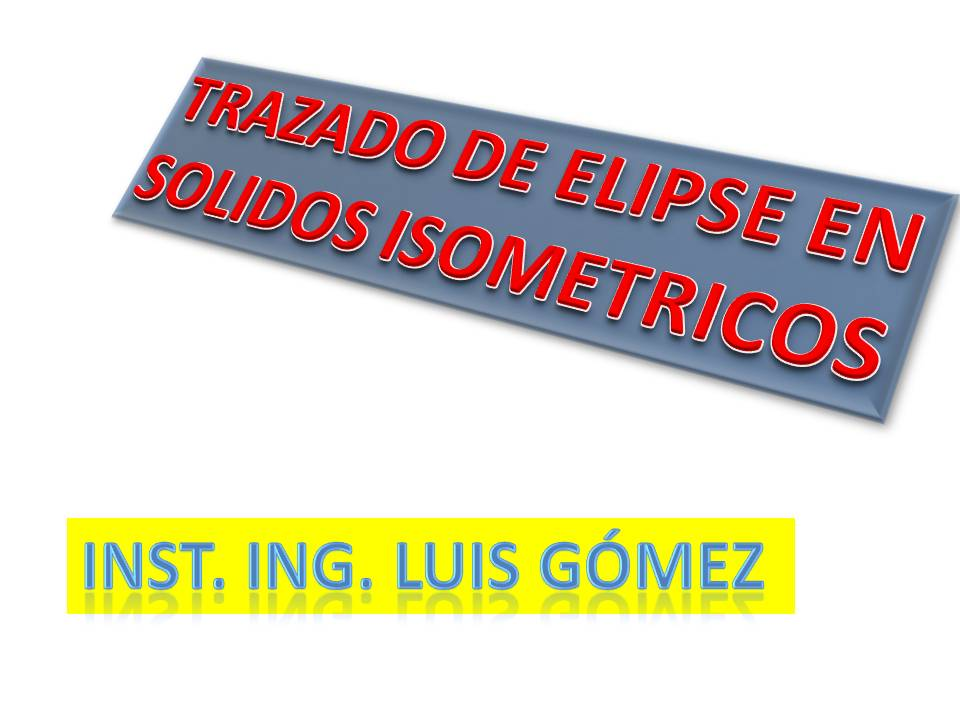 TRAZADO DE ELIPSE EN
SOLIDOS ISOMETRICOS
INST. ING. LUIS GÓMEZ